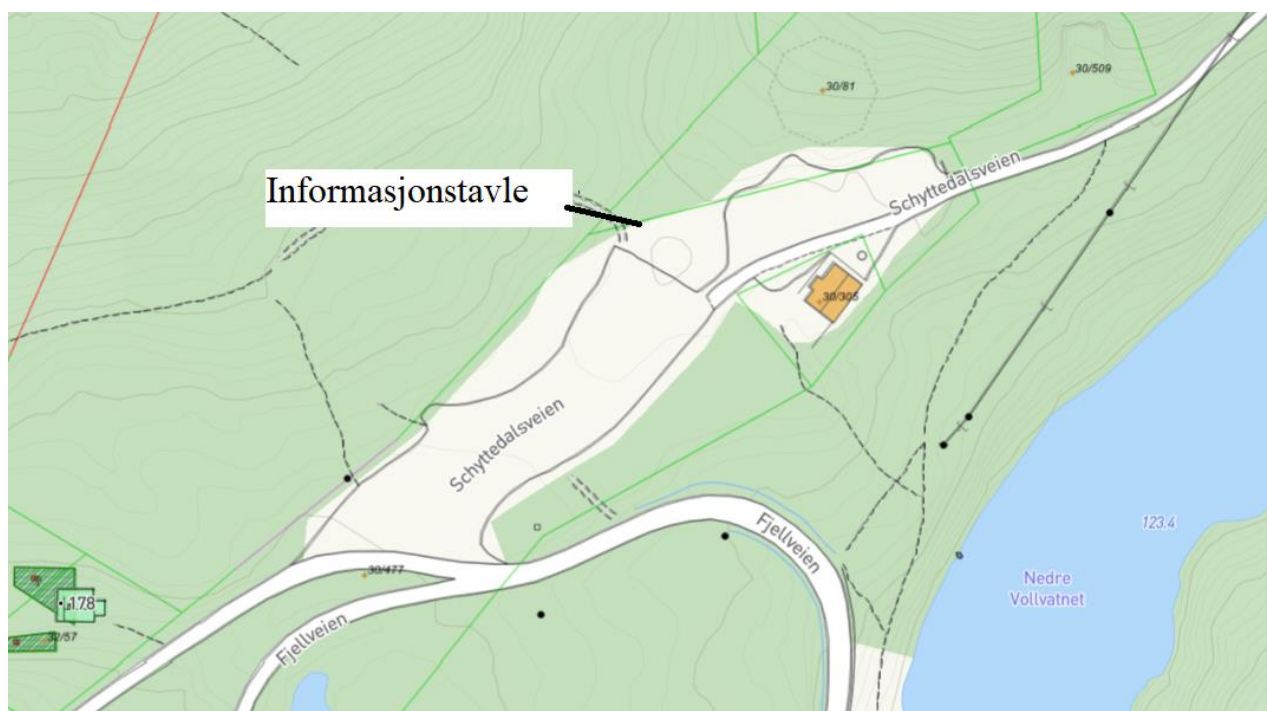 30/509
30/81
Informasjonstavle
Schyttedalsveien
30/305
Schyttedalsveien
Fjellveien
123.4
Nedre
Vollvatnet
30/477
178
32/57
Fjellveien